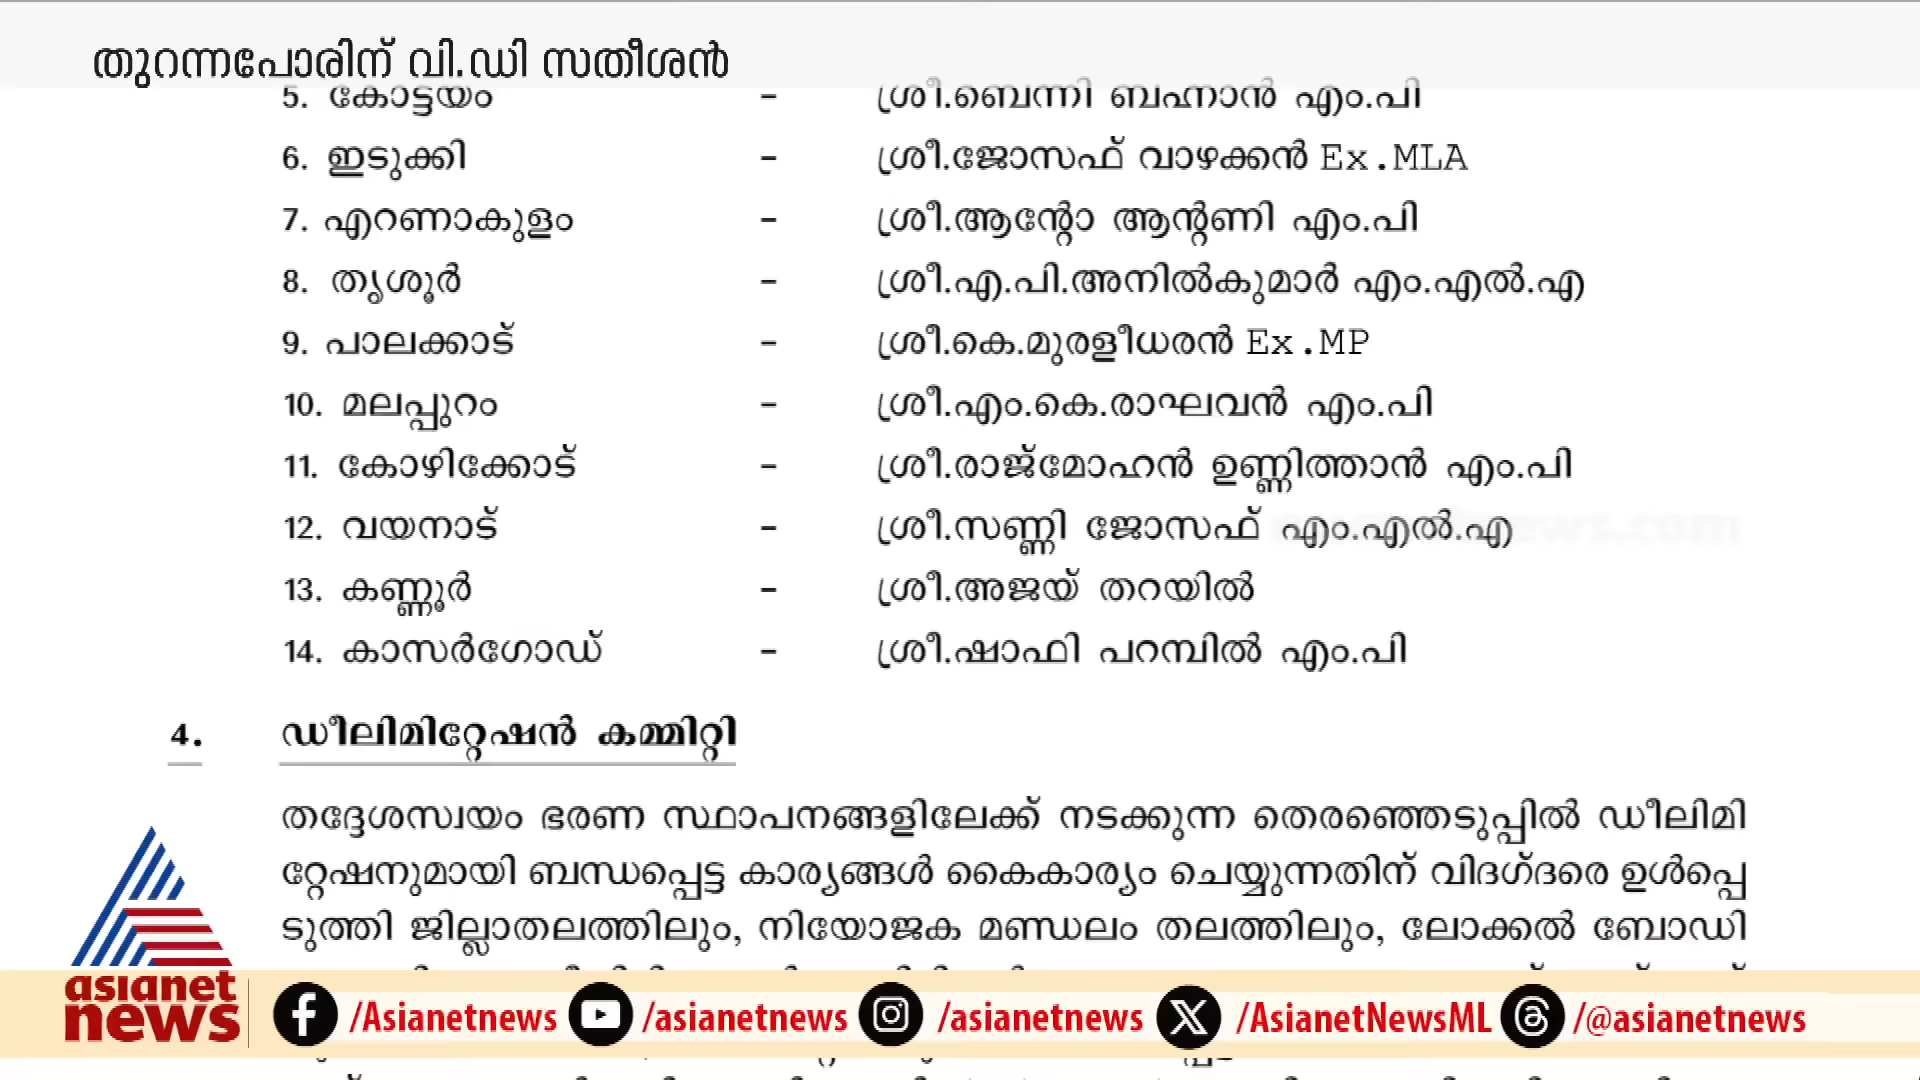 തുറന്നപോരിന് വി.ഡി സതീശൻ
5. കോട്ടയം - ശ്രീ.ബെന്നി ബഹ്നാൻ എം.പി
6. ഇടുക്കി - ശ്രീ.ജോസഫ് വാഴക്കൻ Ex.MLA
7. എറണാകുളം - ശ്രീ.ആന്റോ ആന്റണി എം.പി
8. തൃശൂർ - ശ്രീ.എ.പി.അനിൽകുമാർ എം.എൽ.എ
9. പാലക്കാട് - ശ്രീ.കെ.മുരളീധരൻ Ex.MP
10. മലപ്പുറം - ശ്രീ.എം.കെ.രാഘവൻ എം.പി
11. കോഴിക്കോട് - ശ്രീ.രാജ്മോഹൻ ഉണ്ണിത്താൻ എം.പി
12. വയനാട് - ശ്രീ.സണ്ണി ജോസഫ് എം.എൽ.എ
13. കണ്ണൂർ - ശ്രീ.അജയ് തറയിൽ
14. കാസർഗോഡ് - ശ്രീ.ഷാഫി പറമ്പിൽ എം.പി
4. ഡീലിമിറ്റേഷൻ കമ്മിറ്റി
തദ്ദേശസ്വയം ഭരണ സ്ഥാപനങ്ങളിലേക്ക് നടക്കുന്ന തെരഞ്ഞെടുപ്പിൽ ഡീലിമി
റ്റേഷനുമായി ബന്ധപ്പെട്ട കാര്യങ്ങൾ കൈകാര്യം ചെയ്യുന്നതിന് വിദഗ്ദരെ ഉൾപ്പെ
ടുത്തി ജില്ലാതലത്തിലും, നിയോജക മണ്ഡലം തലത്തിലും, ലോക്കൽ ബോഡി
asianet news
/Asianetnews /asianetnews /asianetnews /AsianetNewsML /@asianetnews